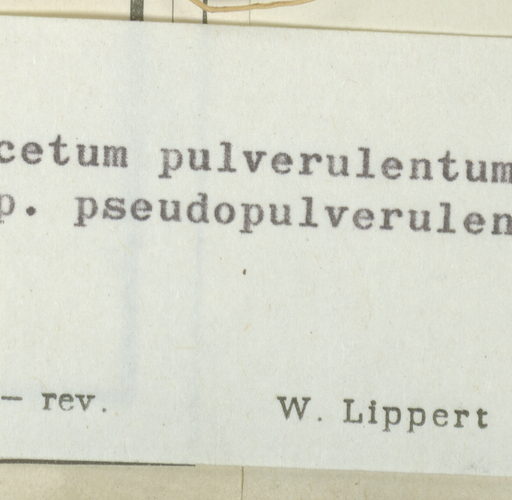 cetum pulverulentum
p. pseudopulverulen
— rev. W. Lippert